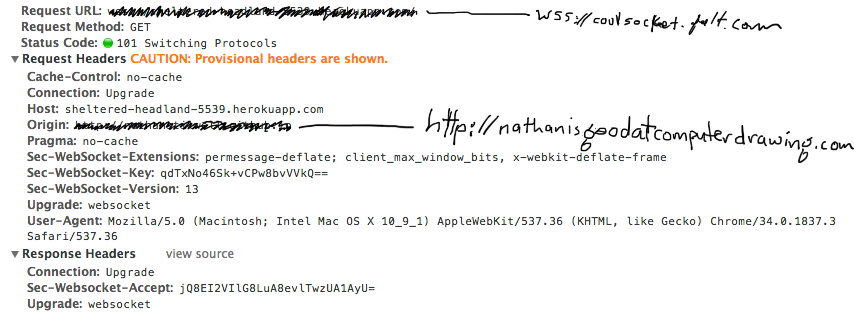 Request URL: wss://coolsocket.fult.com
Request Method: GET
Status Code: 101 Switching Protocols
Request Headers CAUTION: Provisional headers are shown.
Cache-Control: no-cache
Connection: Upgrade
Host: sheltered-headland-5539.herokuapp.com
Origin: http://nathanisgoodatcomputerdrawing.com
Pragma: no-cache
Sec-WebSocket-Extensions: permessage-deflate; client_max_window_bits, x-webkit-deflate-frame
Sec-WebSocket-Key: qdTxNo46Sk+vCPw8bvVVkQ==
Sec-WebSocket-Version: 13
Upgrade: websocket
User-Agent: Mozilla/5.0 (Macintosh; Intel Mac OS X 10_9_1) AppleWebKit/537.36 (KHTML, like Gecko) Chrome/34.0.1837.3
Safari/537.36
Response Headers view source
Connection: Upgrade
Sec-Websocket-Accept: jQ8EI2VIlG8LuA8evlTwzUA1AyU=
Upgrade: websocket